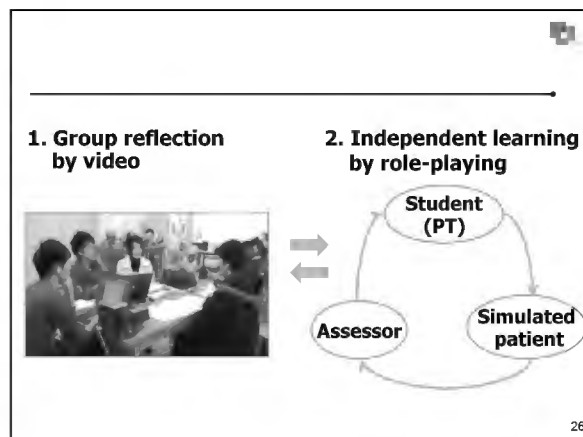 1. Group reflection
by video
2. Independent learning
by role-playing
Student
(PT)
Assessor
Simulated
patient
26